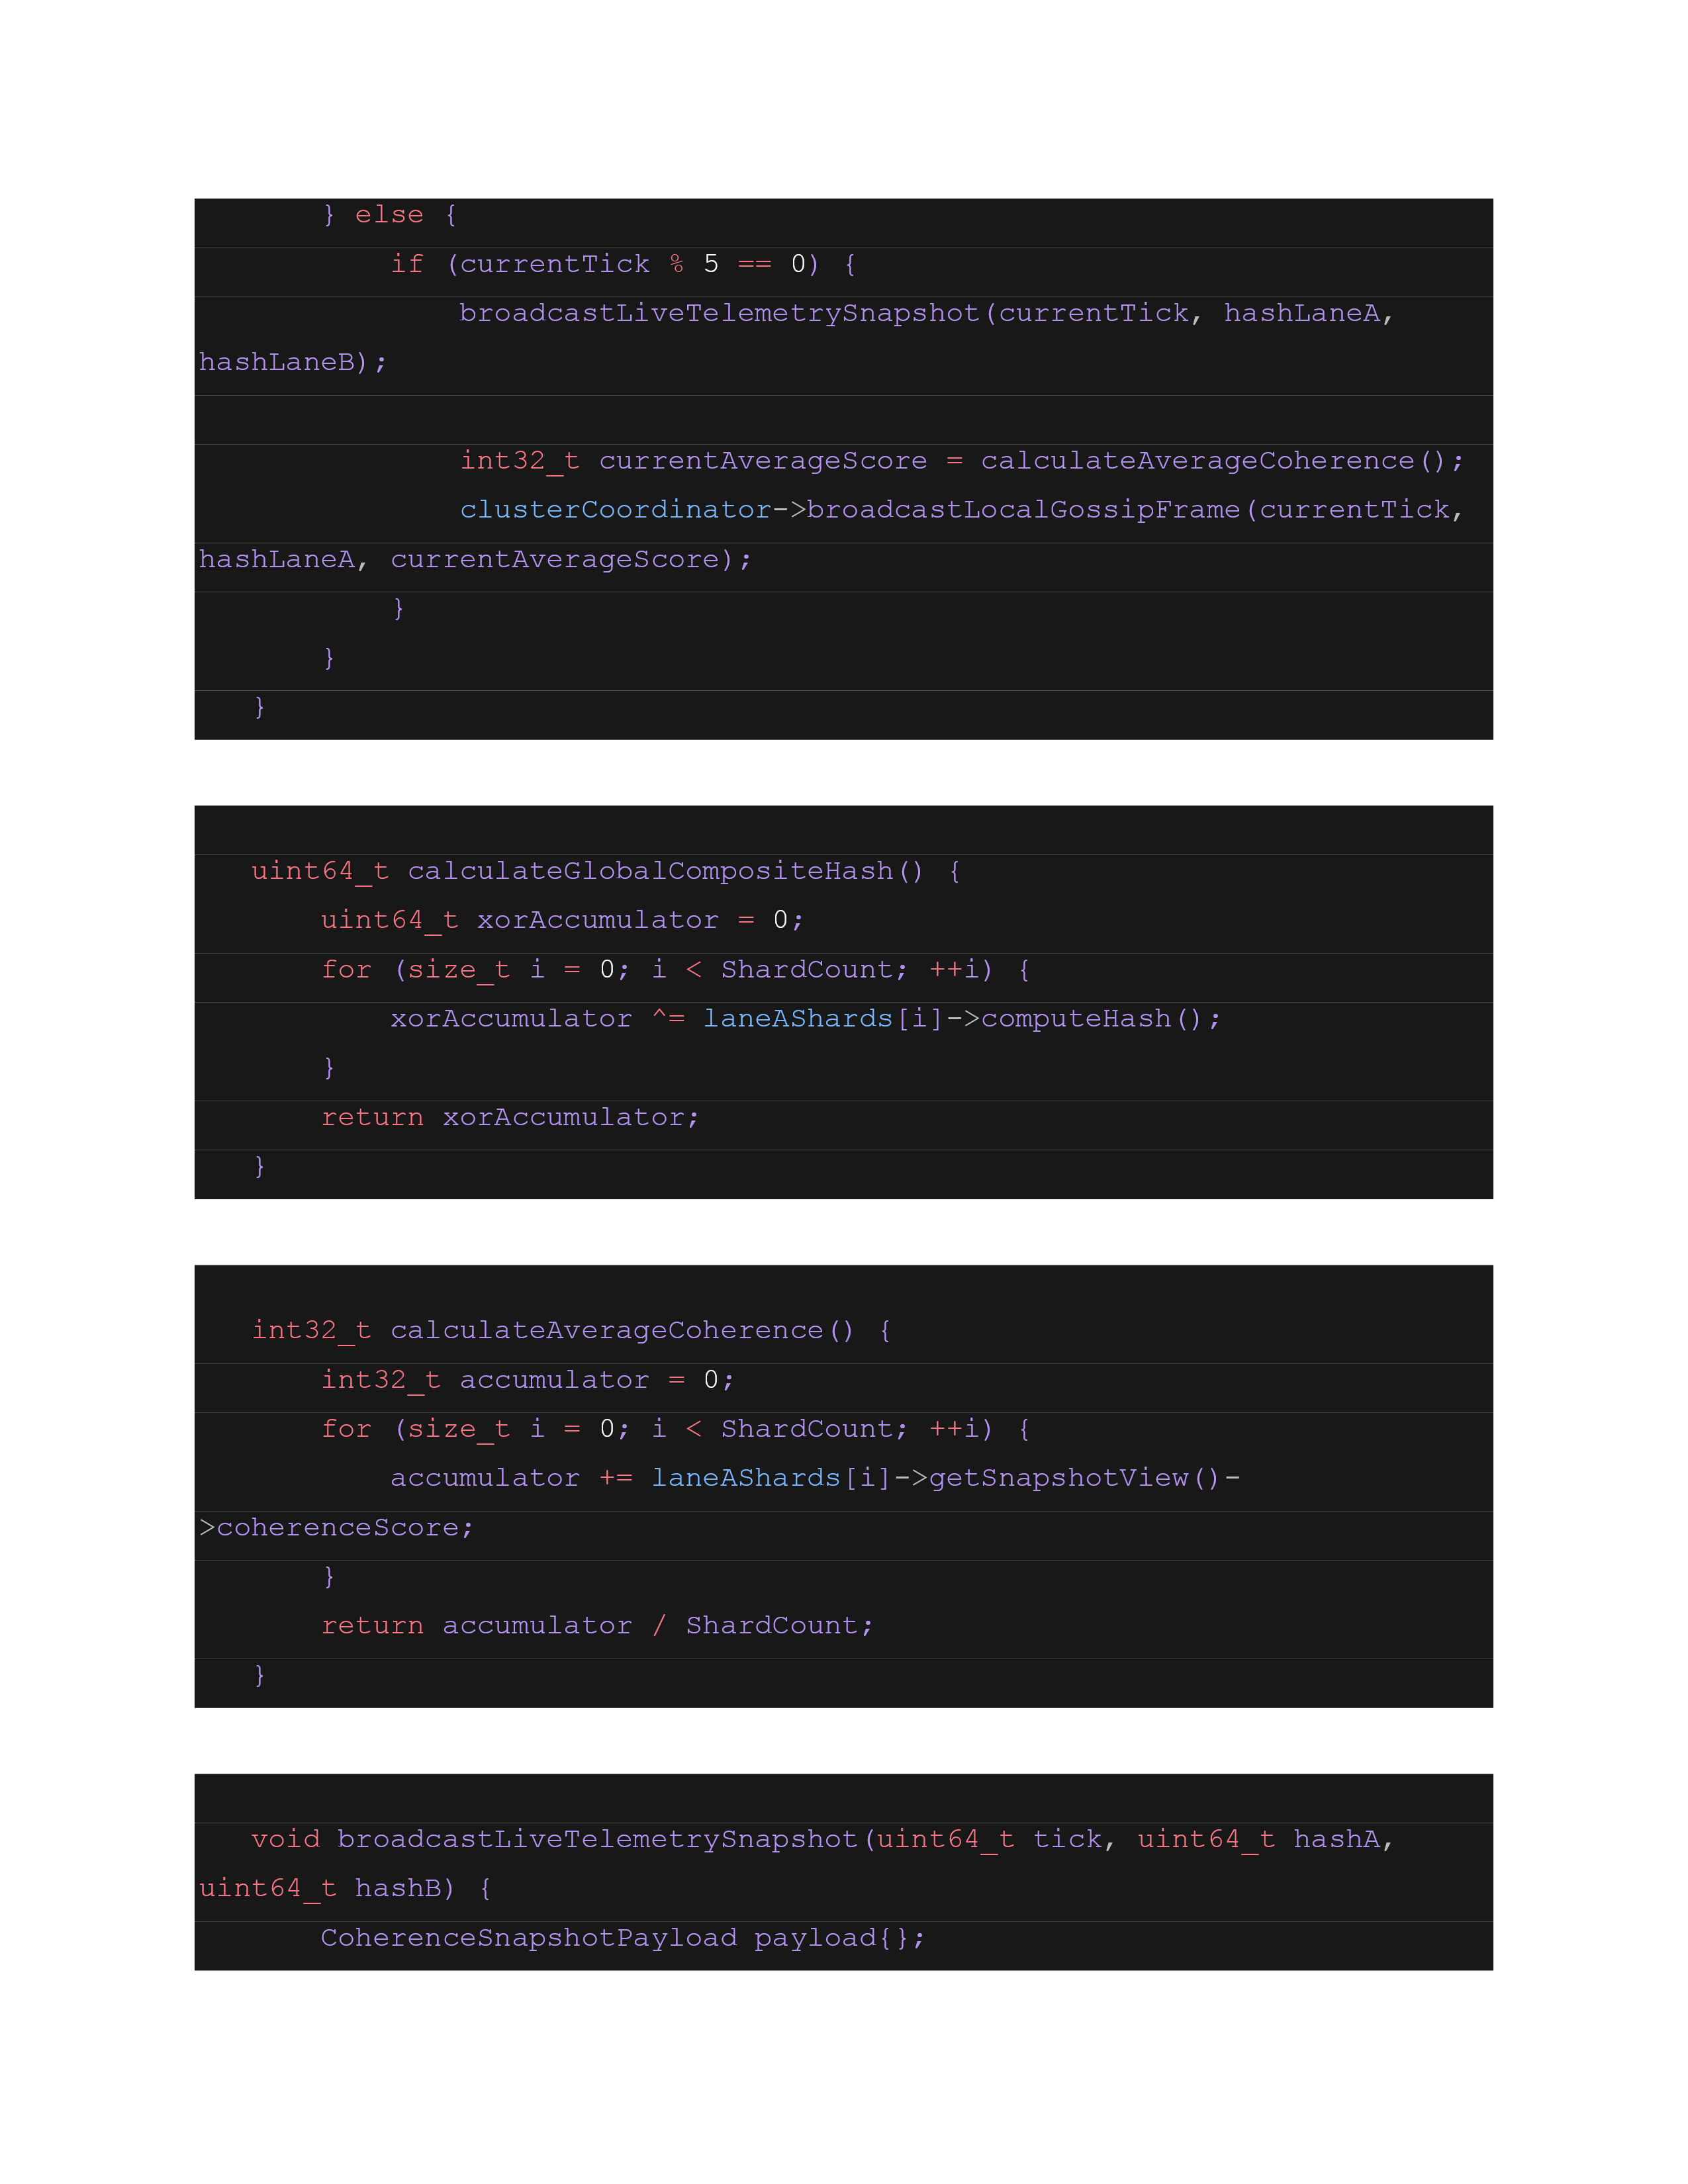 } else {
if (currentTick % 5 == 0) {
broadcastLiveTelemetrySnapshot(currentTick, hashLaneA,
hashLaneB);
int32_t currentAverageScore = calculateAverageCoherence();
clusterCoordinator->broadcastLocalGossipFrame(currentTick,
hashLaneA, currentAverageScore);
}
}
}
uint64_t calculateGlobalCompositeHash() {
uint64_t xorAccumulator = 0;
for (size_t i = 0; i < ShardCount; ++i) {
xorAccumulator ^= laneAShards[i]->computeHash();
}
return xorAccumulator;
}
int32_t calculateAverageCoherence() {
int32_t accumulator = 0;
for (size_t i = 0; i < ShardCount; ++i) {
accumulator += laneAShards[i]->getSnapshotView()-
>coherenceScore;
}
return accumulator / ShardCount;
}
void broadcastLiveTelemetrySnapshot(uint64_t tick, uint64_t hashA,
uint64_t hashB) {
CoherenceSnapshotPayload payload{};